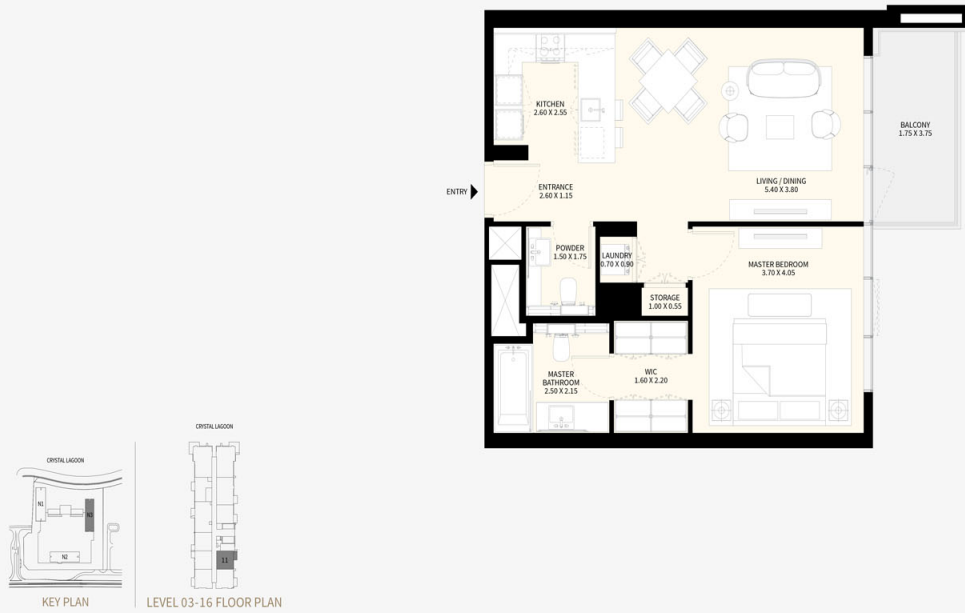 KITCHEN
2.60 X 2.55
BALCONY
1.75 X 3.75
ENTRY
ENTRANCE
2.60 X 1.15
LIVING / DINING
5.40 X 3.80
POWDER
1.50 X 1.75
LAUNDRY
0.70 X 0.90
MASTER BEDROOM
3.70 X 4.05
STORAGE
1.00 X 0.55
MASTER
BATHROOM
2.50 X 2.15
WIC
1.60 X 2.20
CRYSTAL LAGOON
CRYSTAL LAGOON
N1
N3
N2
11
KEY PLAN
LEVEL 03-16 FLOOR PLAN